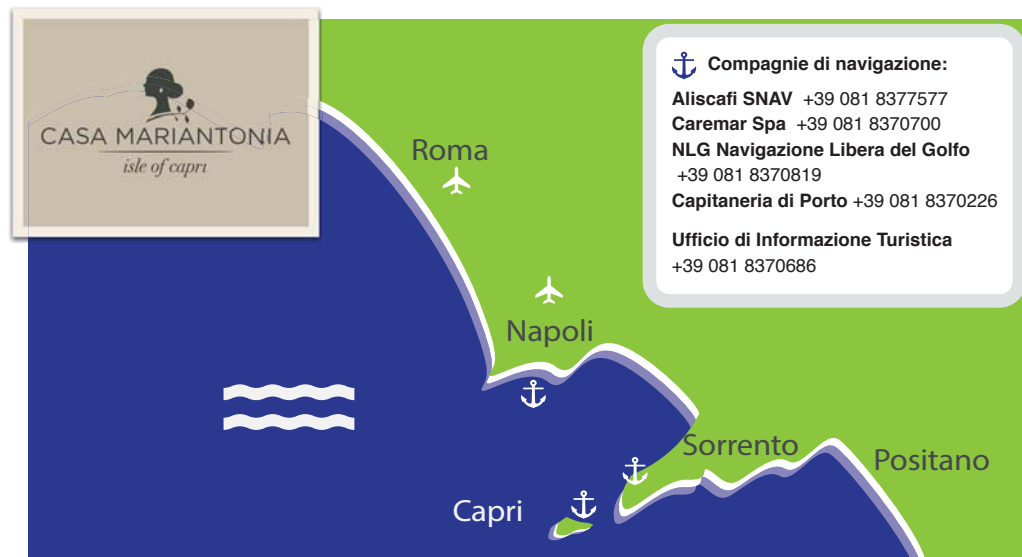 CASA MARIANTONIA
isle of capri
Compagnie di navigazione:
Aliscafi SNAV +39 081 8377577
Caremar Spa +39 081 8370700
NLG Navigazione Libera del Golfo
+39 081 8370819
Capitaneria di Porto +39 081 8370226
Ufficio di Informazione Turistica
+39 081 8370686
Roma
Napoli
Sorrento
Positano
Capri